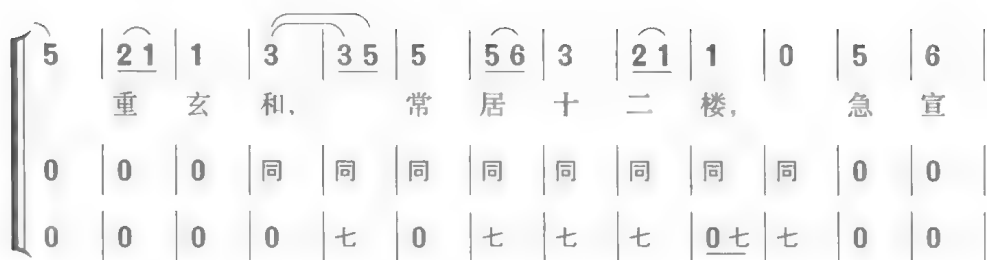 5 | 2 1 | 1 | 3 | 3 5 | 5 | 5 6 | 3 | 2 1 | 1 | 0 | 5 | 6 |
重 玄 和、 常 居 十 二 楼, 急 宣
0 | 0 | 0 | 同 | 同 | 同 | 同 | 同 | 同 | 同 | 同 | 0 | 0 |
0 | 0 | 0 | 0 | 七 | 0 | 七 | 七 | 七 | 0 七 | 七 | 0 | 0 |